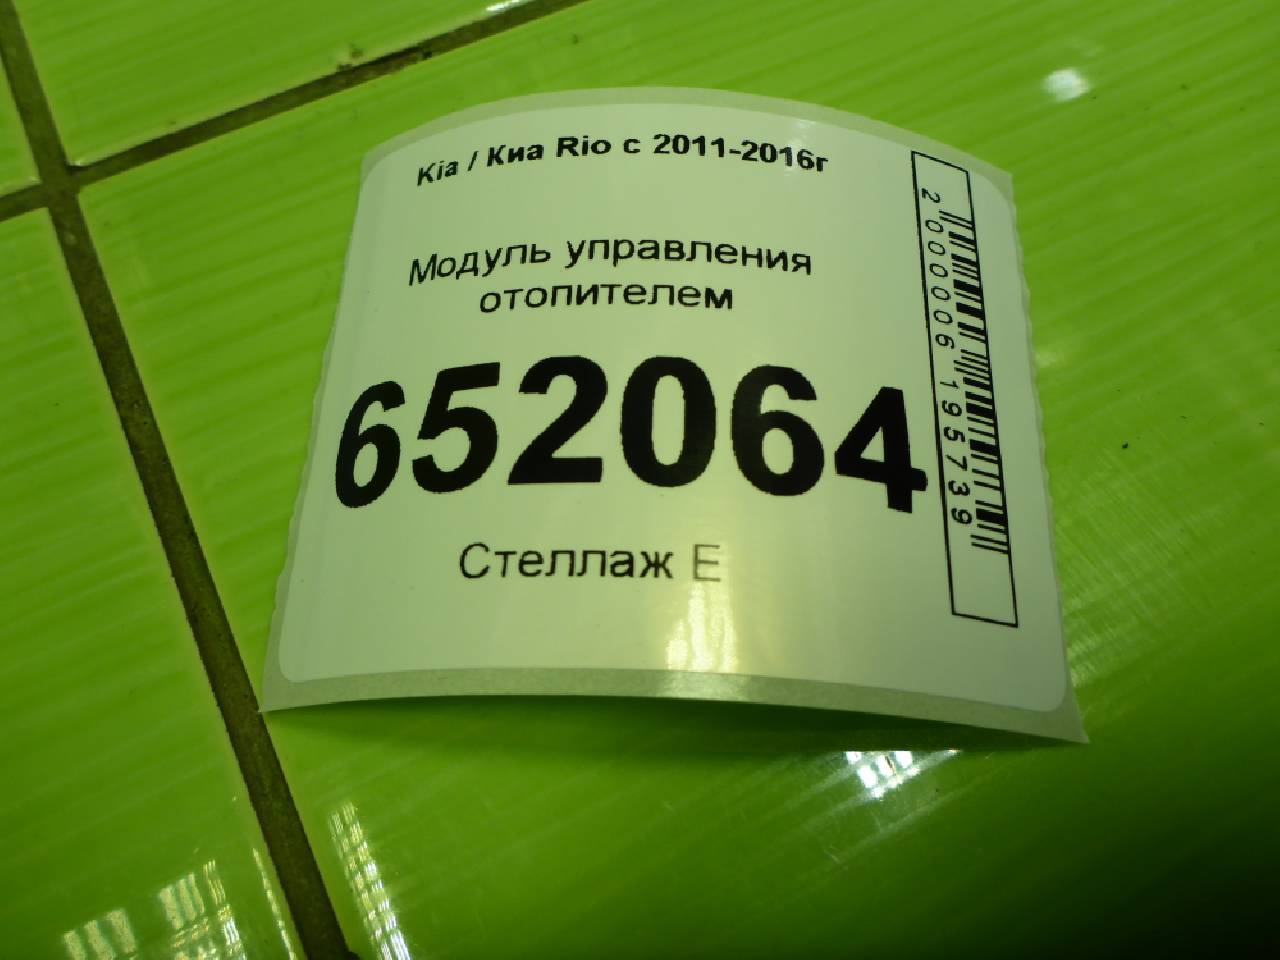 Kia / Киа Rio с 2011-2016г
Модуль управления
отопителем
652064
Стеллаж Е
2000006195739